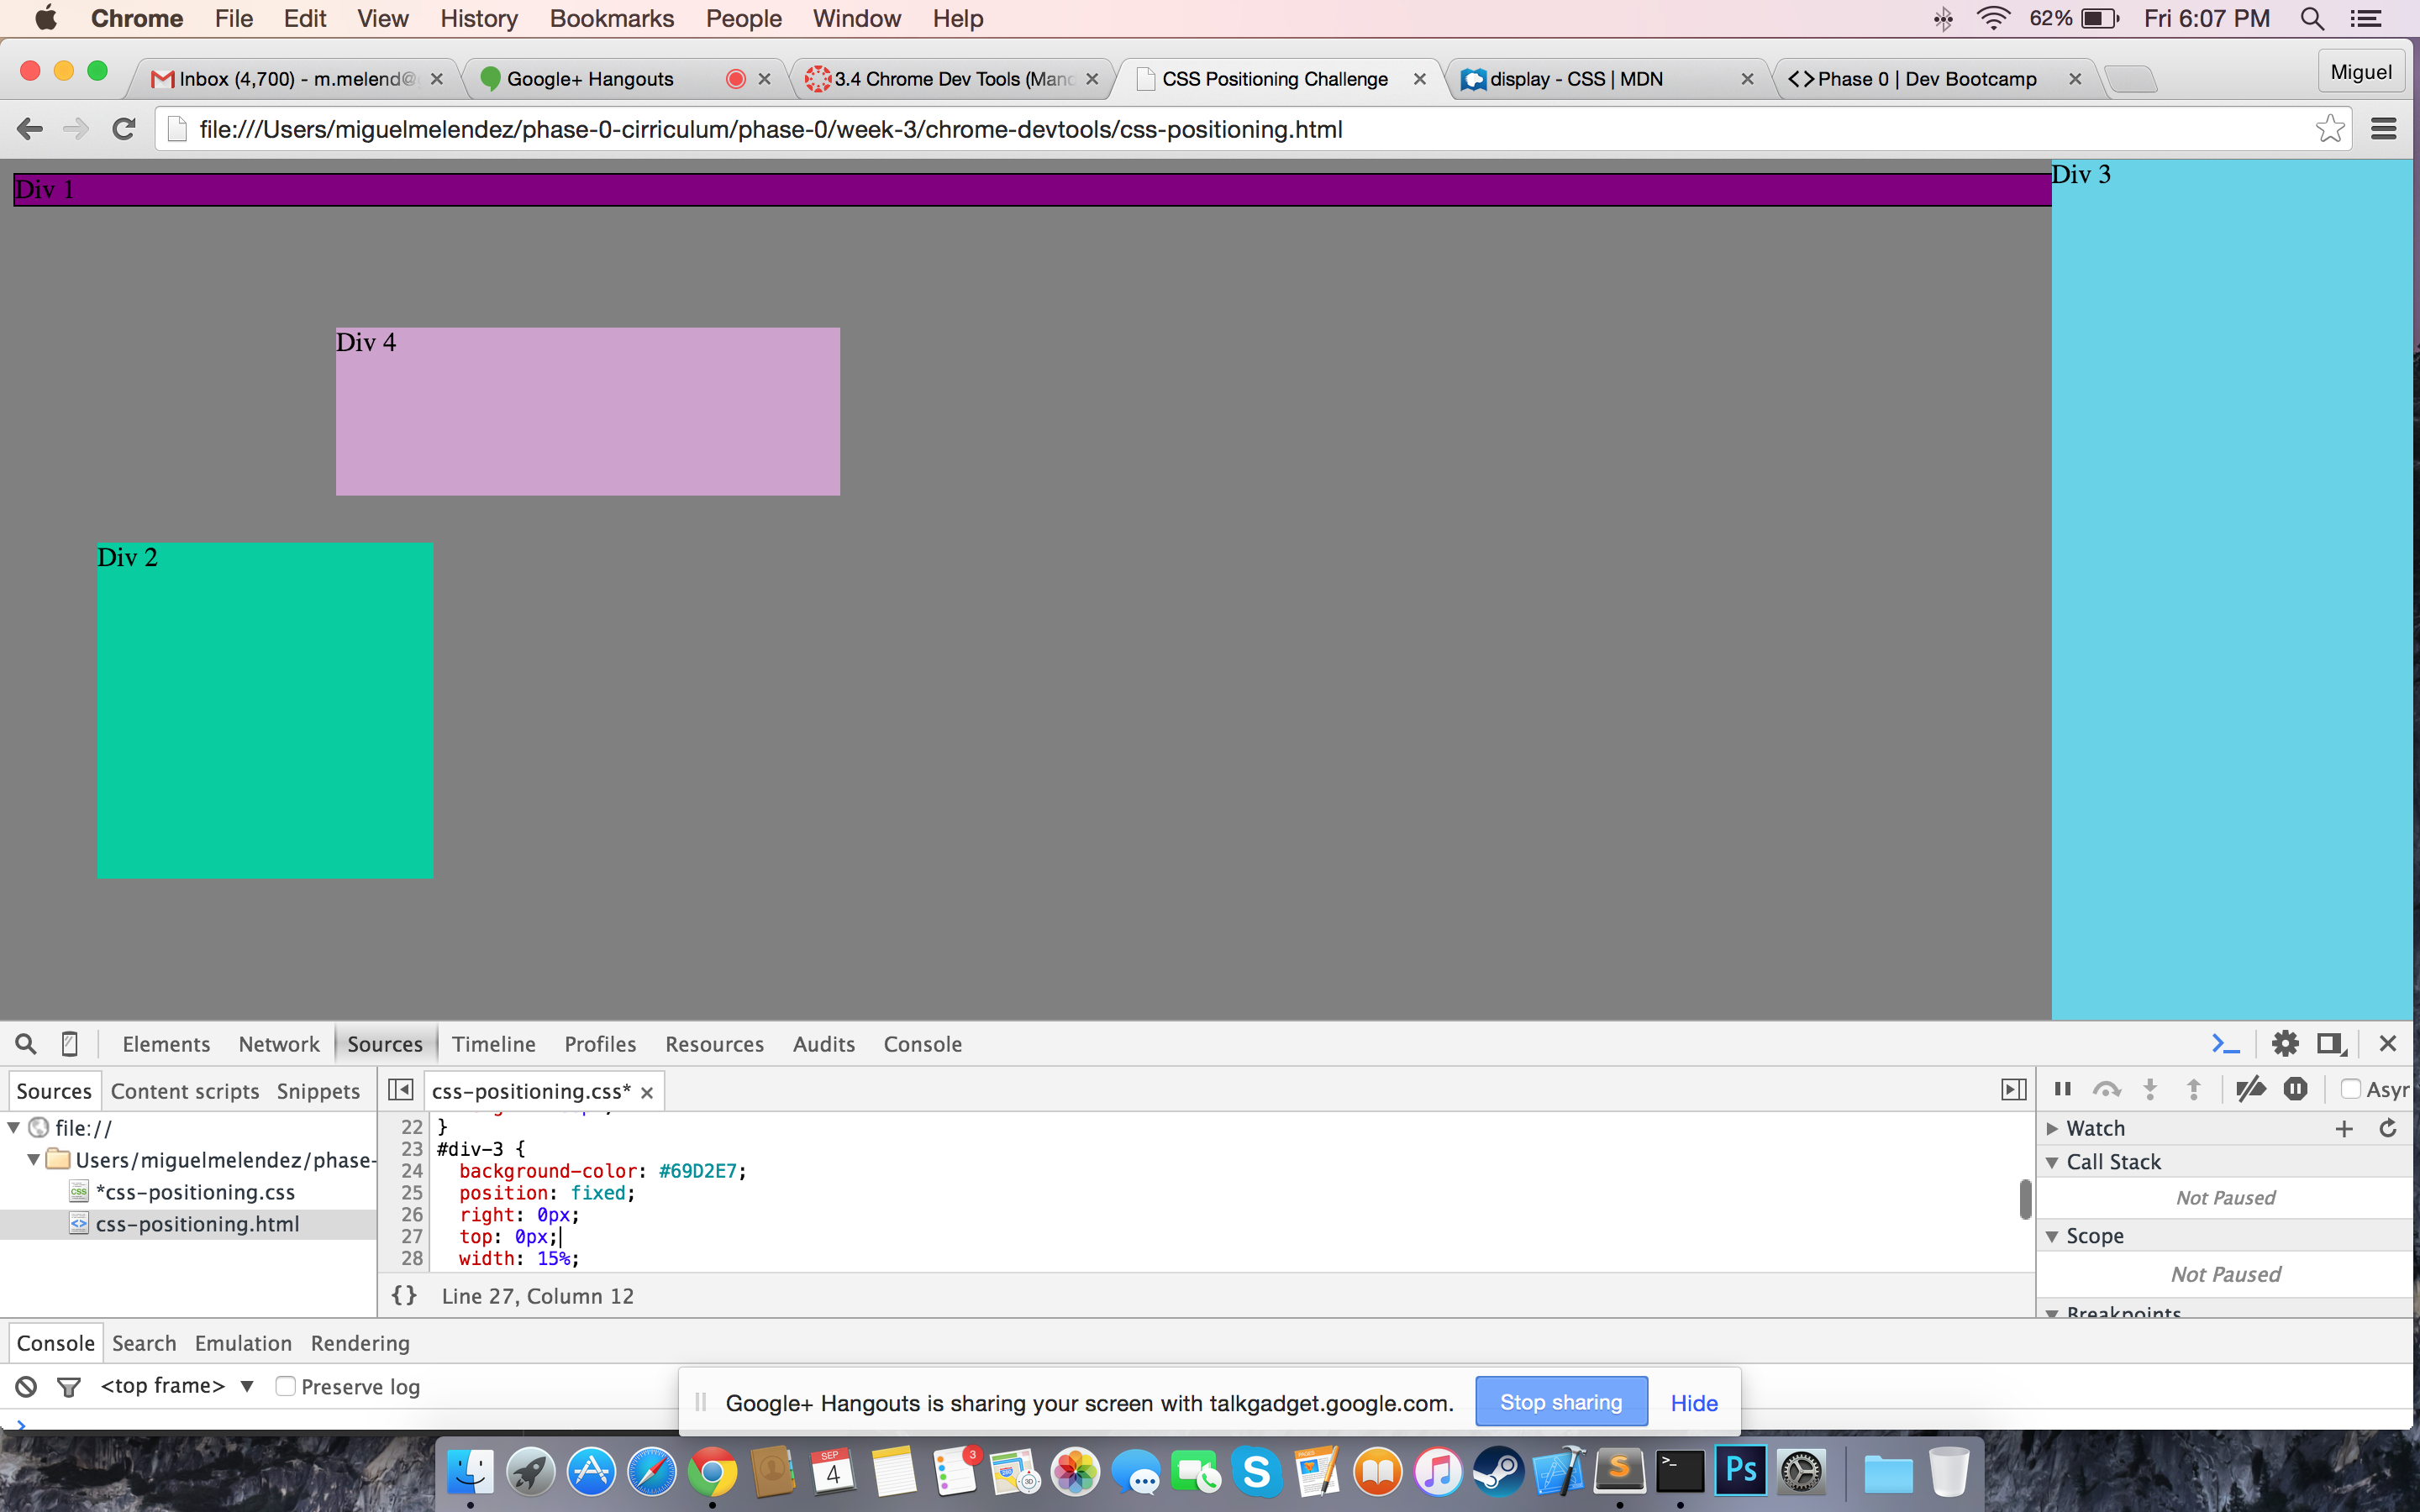 Chrome File Edit View History Bookmarks People Window Help 62% Fri 6:07 PM
Inbox (4,700) - m.melend@ Google+ Hangouts 3.4 Chrome Dev Tools (Mand CSS Positioning Challenge display - CSS | MDN Phase 0 | Dev Bootcamp Miguel
file:///Users/miguelmelendez/phase-0-cirriculum/phase-0/week-3/chrome-devtools/css-positioning.html
Div 1
Div 3
Div 4
Div 2
Elements Network Sources Timeline Profiles Resources Audits Console
Sources Content scripts Snippets css-positioning.css* Asyr
file://
Users/miguelmelendez/phase-
*css-positioning.css
css-positioning.html
22 }
23 #div-3 {
24 background-color: #69D2E7;
25 position: fixed;
26 right: 0px;
27 top: 0px;
28 width: 15%;
{} Line 27, Column 12
Watch
Call Stack
Not Paused
Scope
Not Paused
Breakpoints
Console Search Emulation Rendering
<top frame> Preserve log
Google+ Hangouts is sharing your screen with talkgadget.google.com. Stop sharing Hide
SEP
4
3
3D
S
PAGES
S
>_
Ps